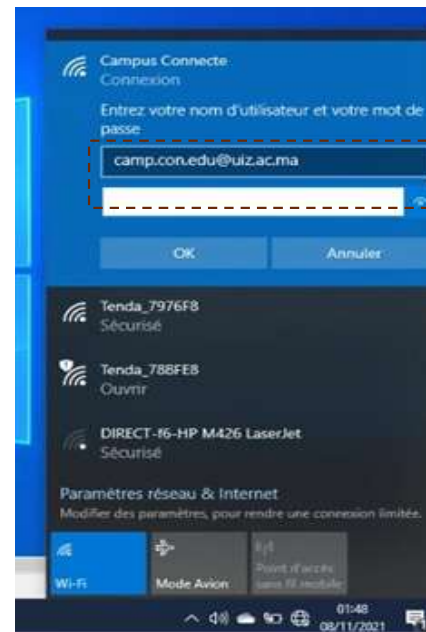 Campus Connecte
Connexion
Entrez votre nom d'utilisateur et votre mot de
passe
camp.con.edu@uiz.ac.ma
OK
Annuler
Tenda_7976F8
Sécurisé
Tenda_788FE8
Ouvrir
DIRECT-f6-HP M426 LaserJet
Sécurisé
Paramètres réseau & Internet
Modifier des paramètres, pour rendre une connexion limitée.
Wi-Fi
Mode Avion
Point d'accès
sans fil mobile
01:48
08/11/2021